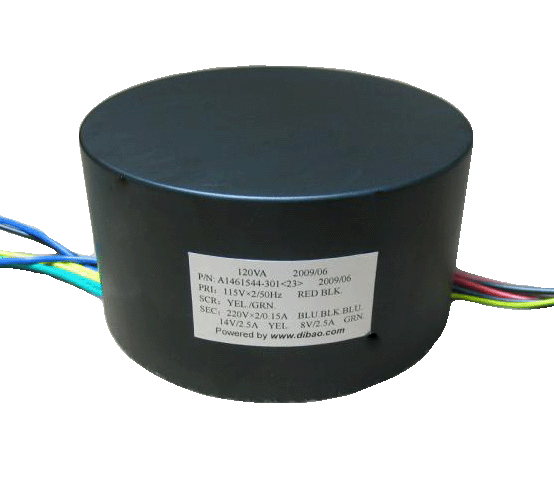 120VA 2009/06
P/N: A1461544-301<23> 2009/06
PRI: 115V×2/50Hz RED BLK.
SCR: YEL./GRN.
SEC: 220V×2/0.15A BLU.BLK.BLU.
14V/2.5A YEL. 8V/2.5A GRN.
Powered by www.dibao.com